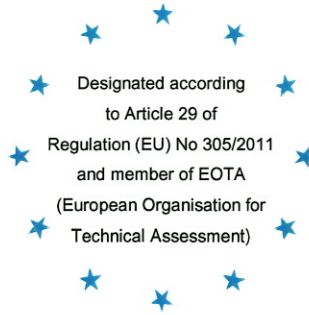 Designated according
to Article 29 of
Regulation (EU) No 305/2011
and member of EOTA
(European Organisation for
Technical Assessment)